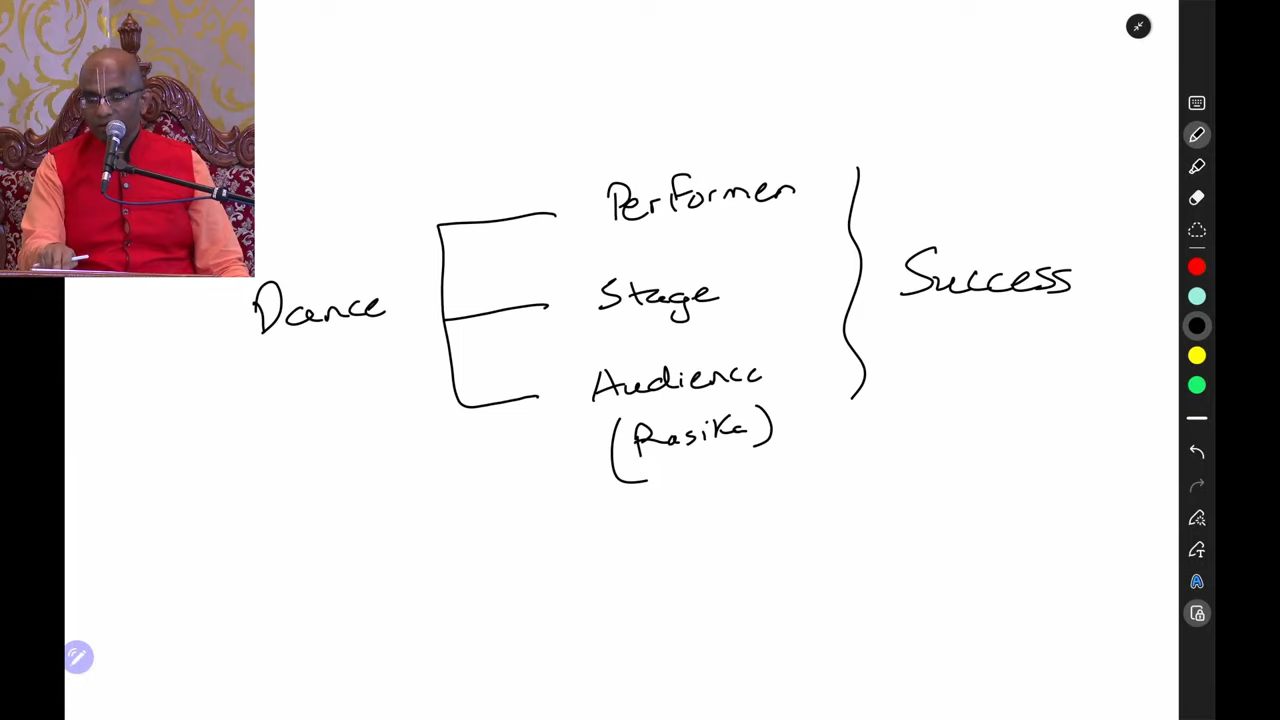 Performer
Dance
Stage
Success
Audience
(Rasika)